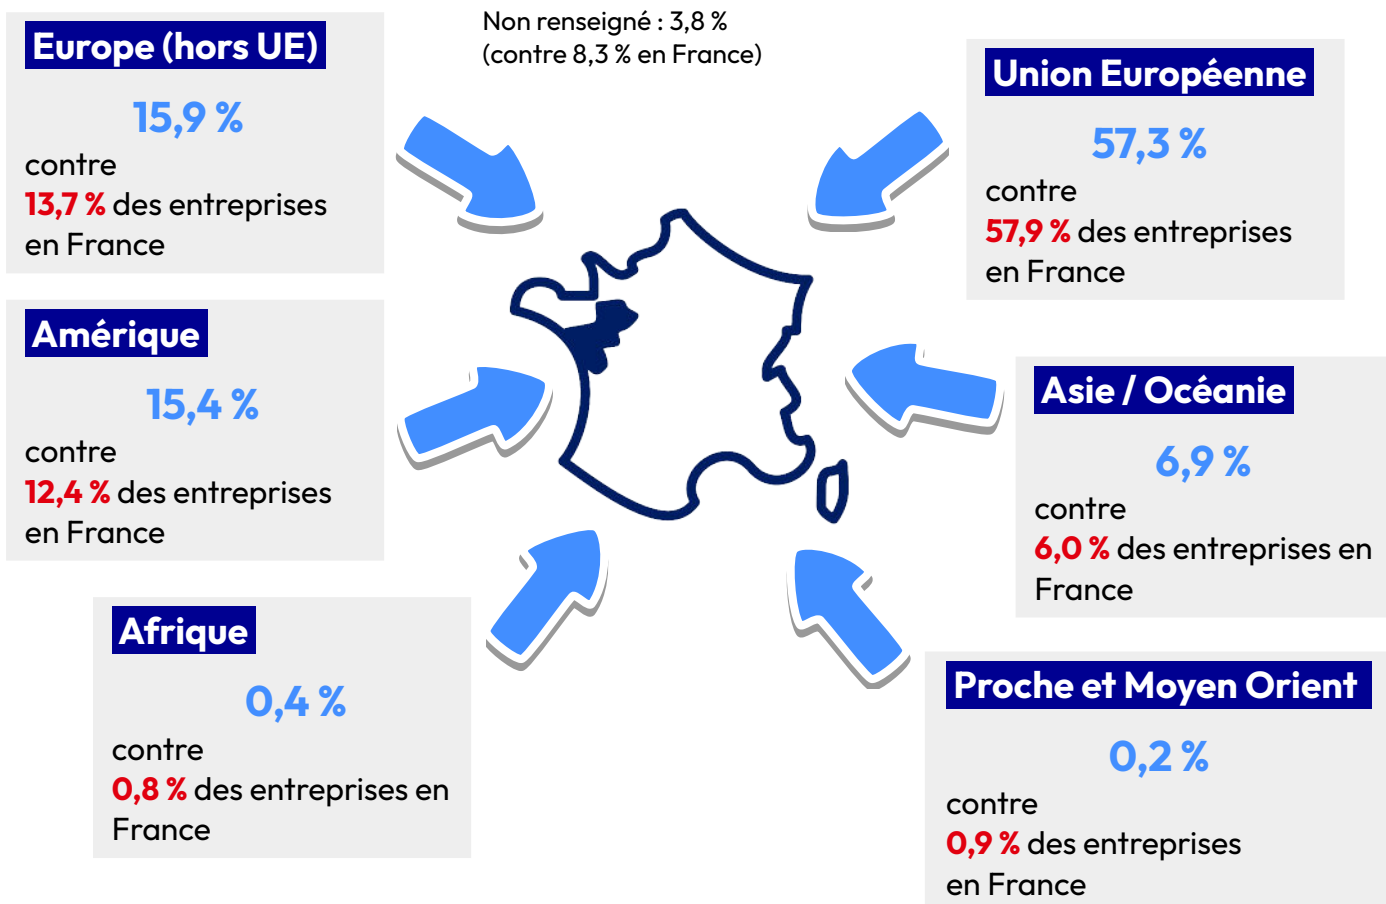 Non renseigné : 3,8 %
(contre 8,3 % en France)
Europe (hors UE)
15,9 %
contre
13,7 % des entreprises
en France
Union Européenne
57,3 %
contre
57,9 % des entreprises
en France
Amérique
15,4 %
contre
12,4 % des entreprises
en France
Asie / Océanie
6,9 %
contre
6,0 % des entreprises en
France
Afrique
0,4 %
contre
0,8 % des entreprises en
France
Proche et Moyen Orient
0,2 %
contre
0,9 % des entreprises
en France